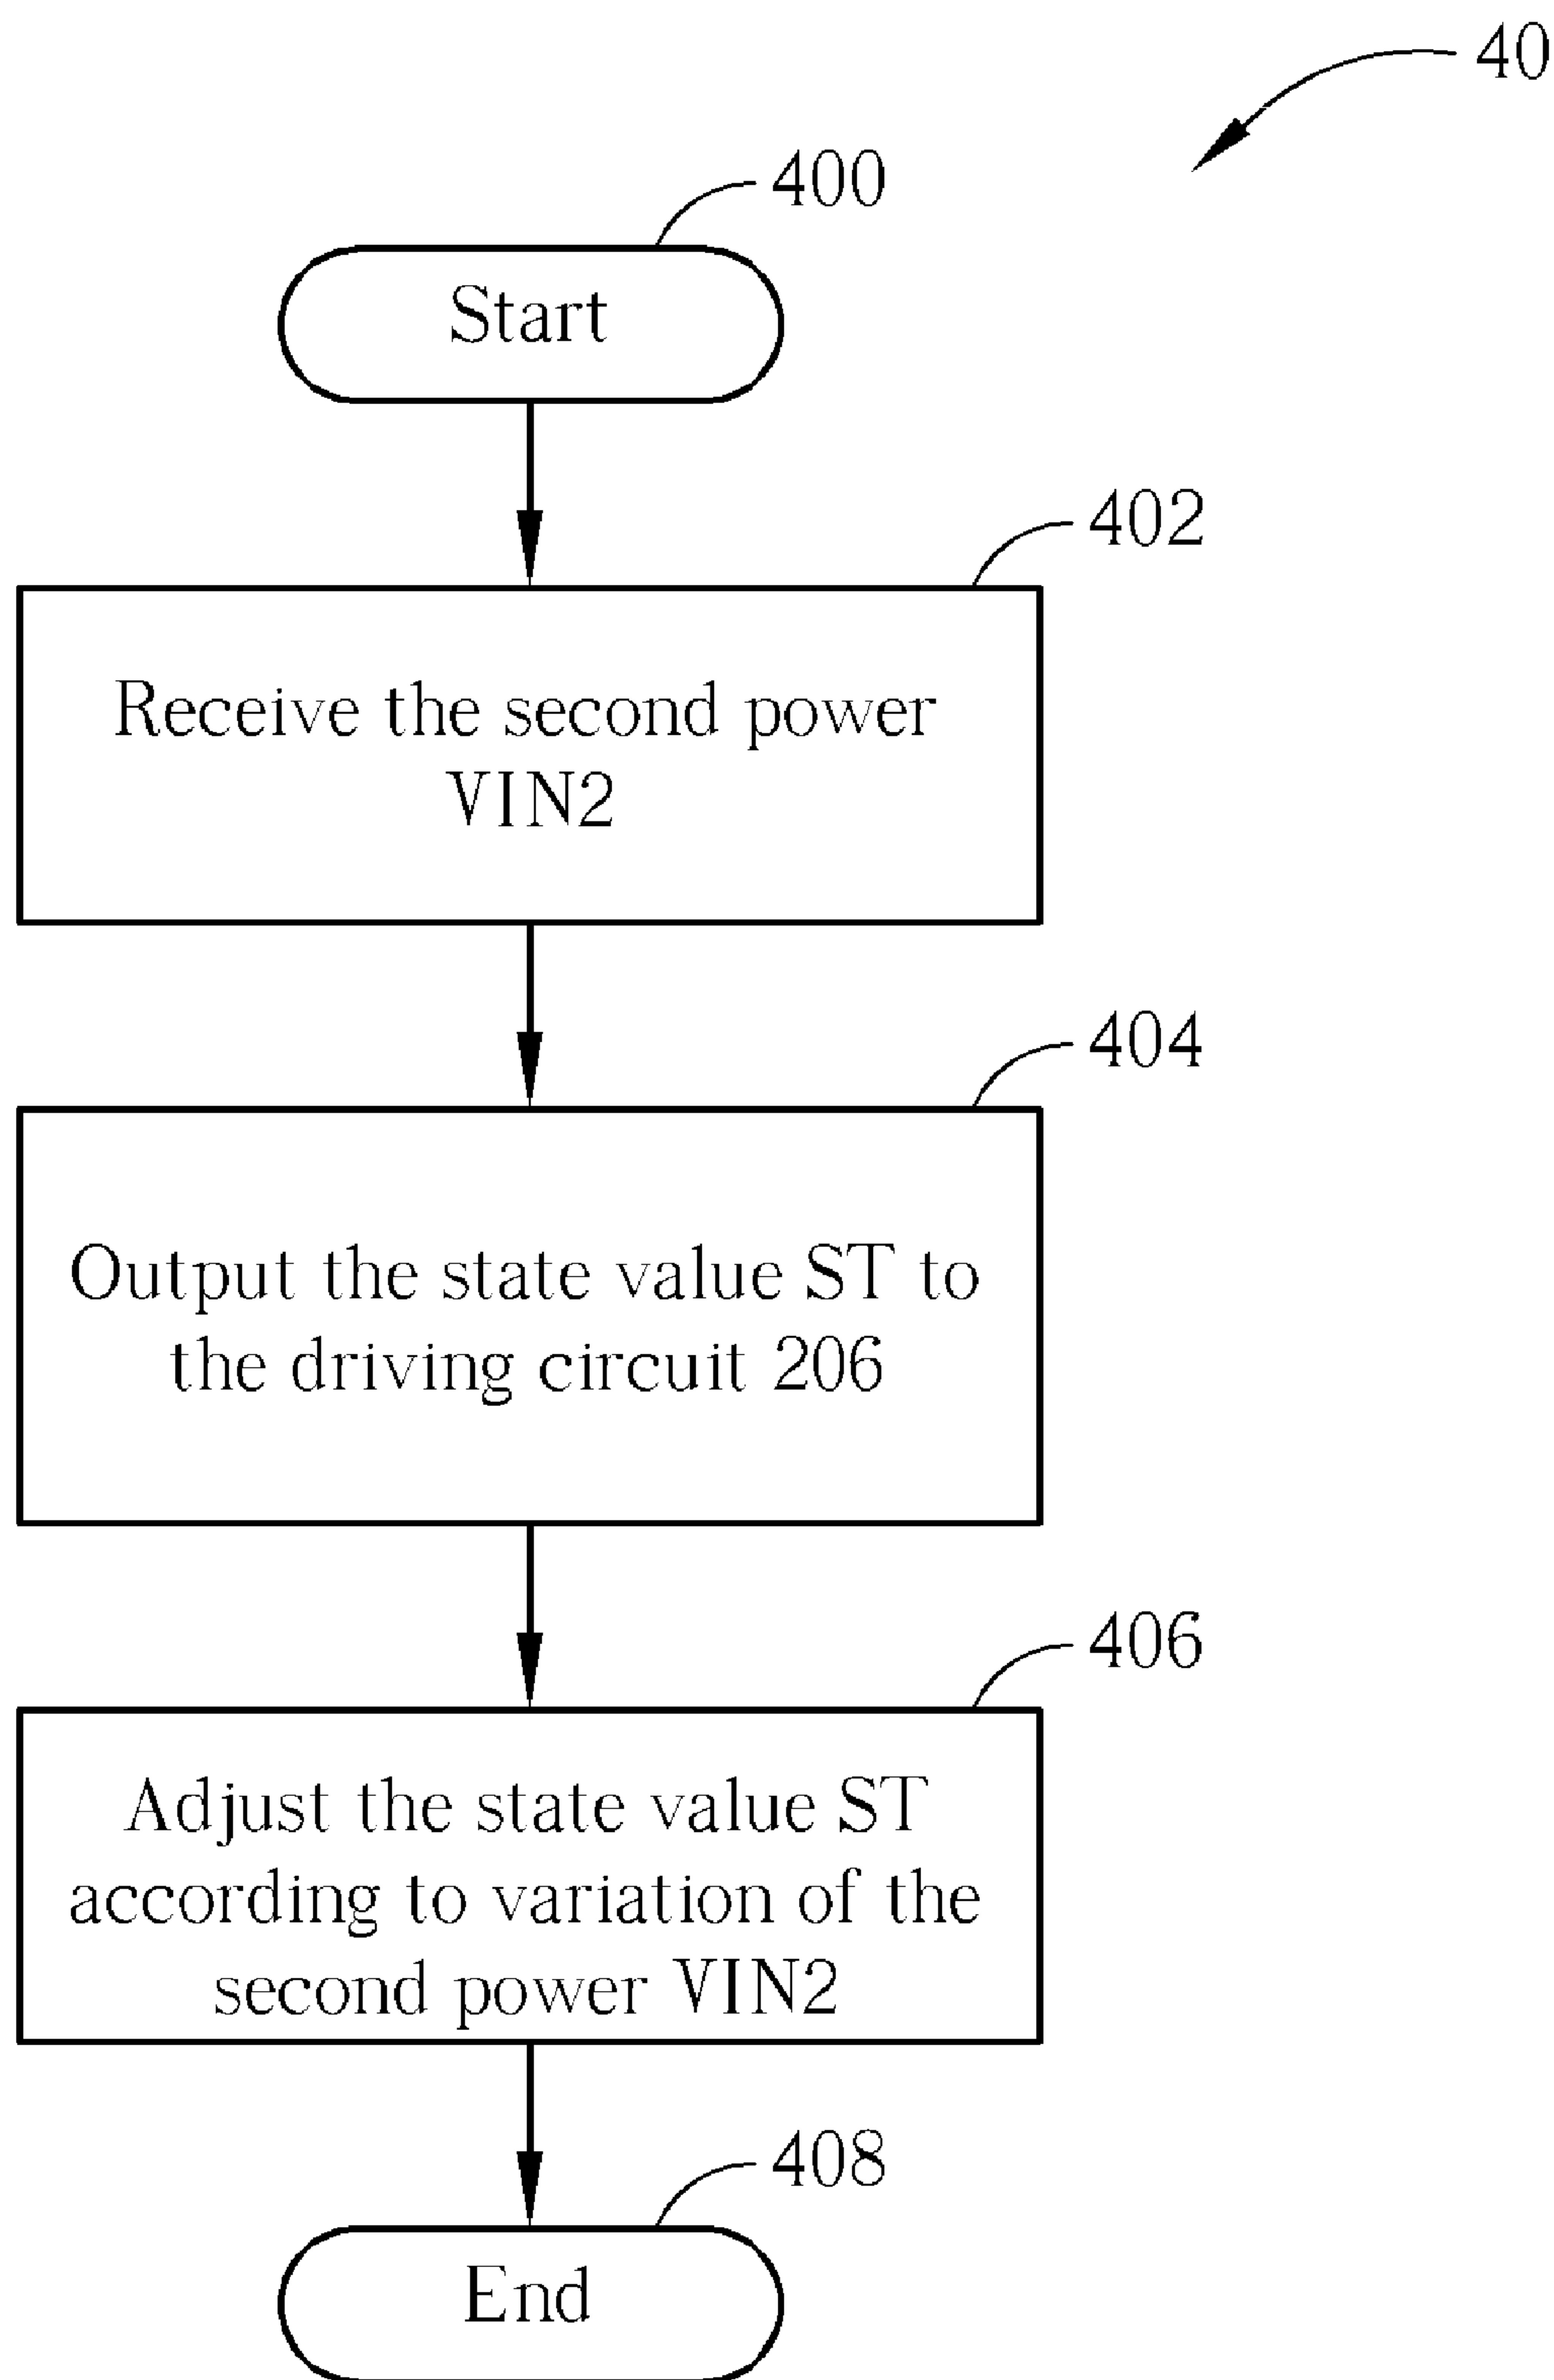 40
400
Start
402
Receive the second power
VIN2
404
Output the state value ST to
the driving circuit 206
406
Adjust the state value ST
according to variation of the
second power VIN2
408
End